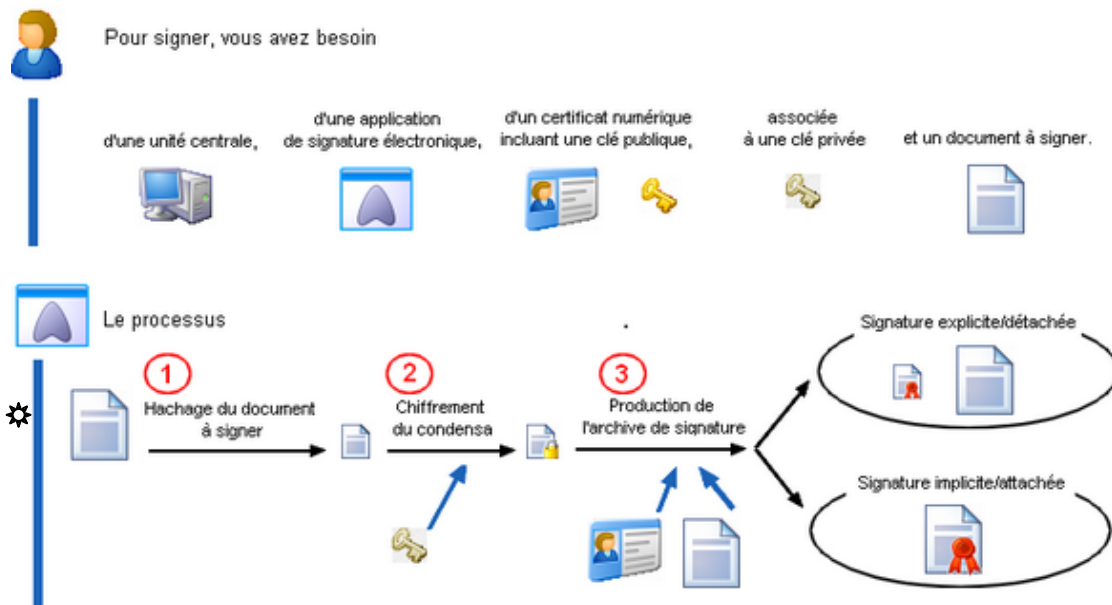 Pour signer, vous avez besoin
d'une unité centrale,
d'une application
de signature électronique,
d'un certificat numérique
incluant une clé publique,
associée
à une clé privée
et un document à signer.
Le processus
1
Hachage du document
à signer
2
Chiffrement
du condensa
3
Production de
l'archive de signature
Signature explicite/détachée
Signature implicite/attachée